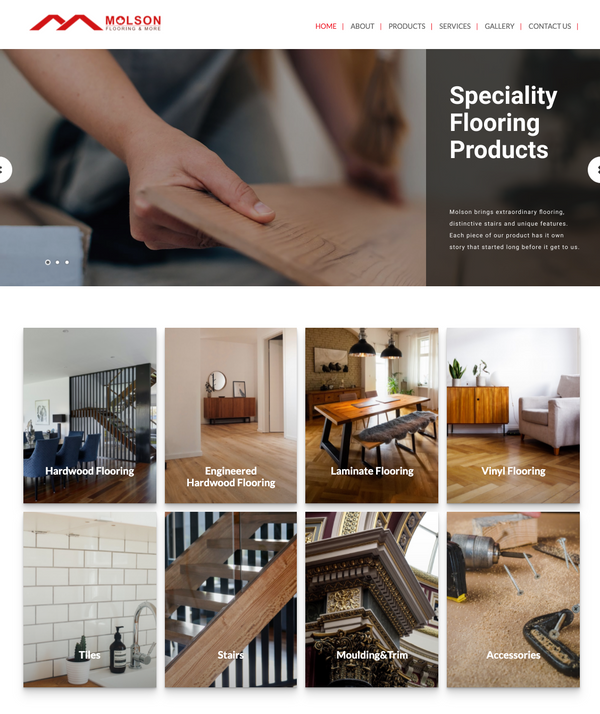 MOLSON
FLOORING & MORE
HOME | ABOUT | PRODUCTS | SERVICES | GALLERY | CONTACT US |
Speciality
Flooring
Products
Molson brings extraordinary flooring,
distinctive stairs and unique features.
Each piece of our product has it own
story that started long before it get to us.
Hardwood Flooring
Engineered
Hardwood Flooring
Laminate Flooring
Vinyl Flooring
Tiles
Stairs
Moulding&Trim
Accessories